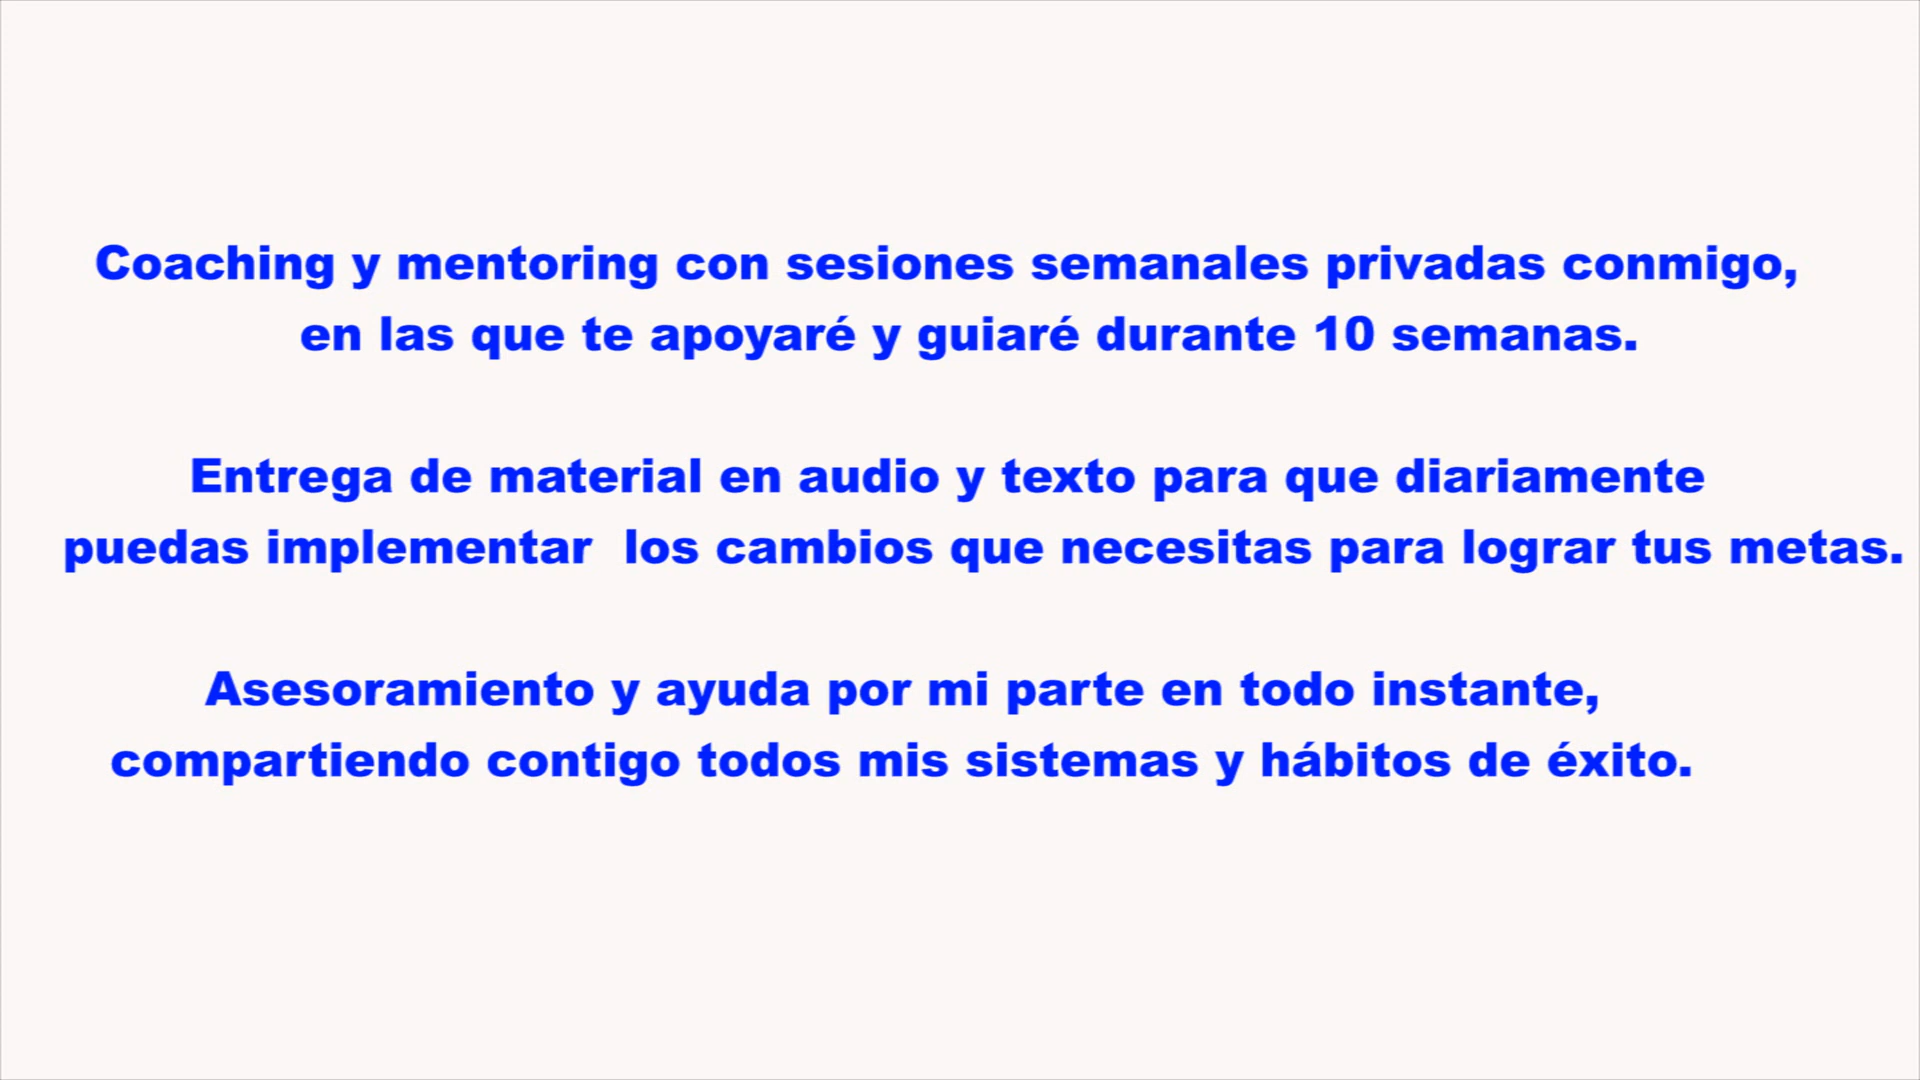 Coaching y mentoring con sesiones semanales privadas conmigo,
en las que te apoyaré y guiaré durante 10 semanas.
Entrega de material en audio y texto para que diariamente
puedas implementar  los cambios que necesitas para lograr tus metas.
Asesoramiento y ayuda por mi parte en todo instante,
compartiendo contigo todos mis sistemas y hábitos de éxito.